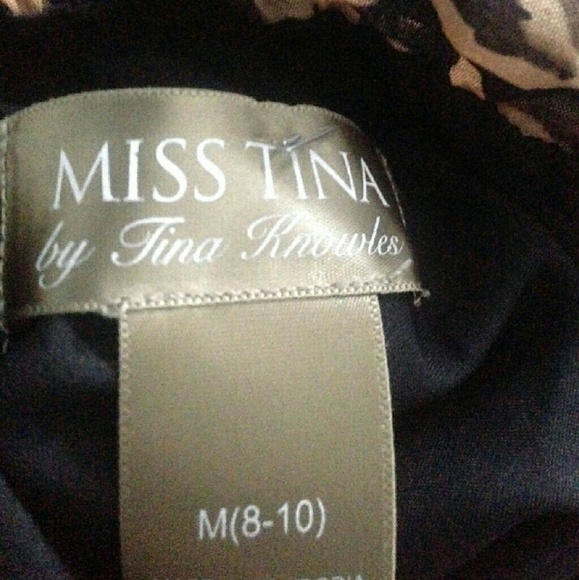 MISS TINA
by Tina Knowles
M(8-10)